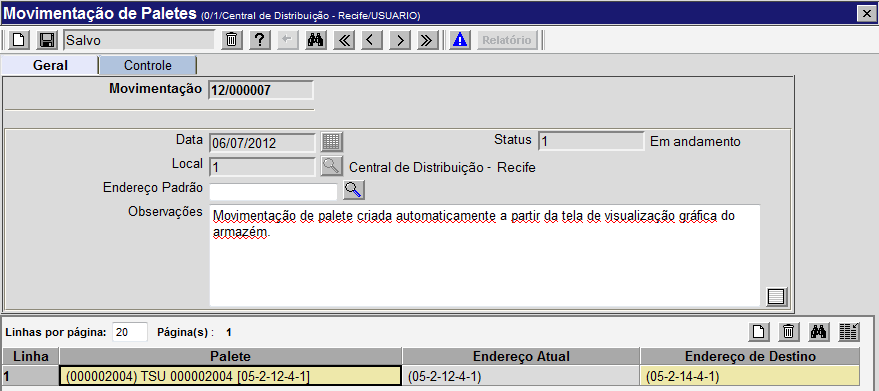 Movimentação de Paletes (0/1/Central de Distribuição - Recife/USUARIO)
Salvo Relatório
Geral Controle
Movimentação 12/000007
Data 06/07/2012 Status 1 Em andamento
Local 1 Central de Distribuição - Recife
Endereço Padrão
Observações Movimentação de palete criada automaticamente a partir da tela de visualização gráfica do
armazém.
Linhas por página: 20 Página(s) : 1
Linha Palete Endereço Atual Endereço de Destino
1 (000002004) TSU 000002004 [05-2-12-4-1] (05-2-12-4-1) (05-2-14-4-1)